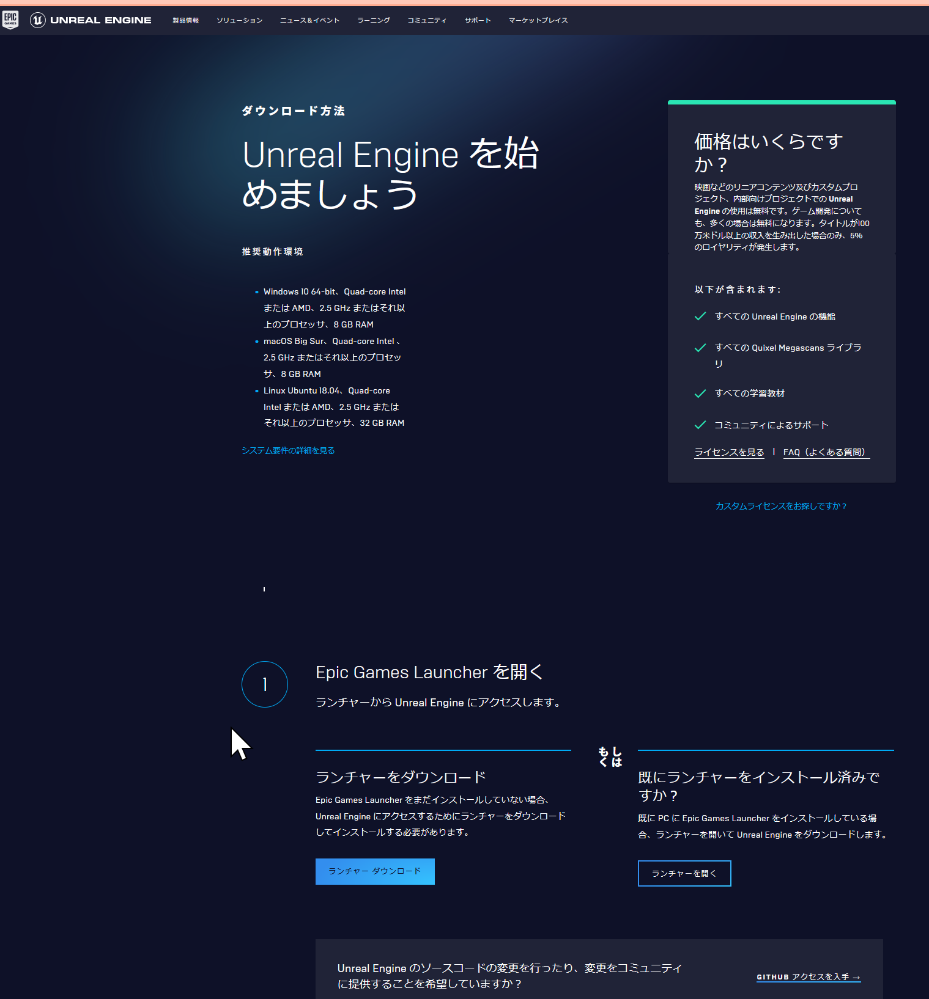 EPIC GAMES
UNREAL ENGINE
製品情報 ソリューション ニュース&イベント ラーニング コミュニティ サポート マーケットプレイス
ダウンロード方法
Unreal Engine を始
めましょう
推奨動作環境
Windows 10 64-bit、Quad-core Intel
または AMD、2.5 GHz またはそれ以
上のプロセッサ、8 GB RAM
macOS Big Sur、Quad-core Intel 、
2.5 GHz またはそれ以上のプロセッ
サ、8 GB RAM
Linux Ubuntu 18.04、Quad-core
Intel または AMD、2.5 GHz または
それ以上のプロセッサ、32 GB RAM
システム要件の詳細を見る
価格はいくらです
か?
映画などのリニアコンテンツ及びカスタムプロ
ジェクト、内部向けプロジェクトでの Unreal
Engine の使用は無料です。ゲーム開発について
も、多くの場合は無料になります。タイトルが100
万米ドル以上の収入を生み出した場合のみ、5%
のロイヤリティが発生します。
以下が含まれます:
すべての Unreal Engine の機能
すべての Quixel Megascans ライブラ
リ
すべての学習教材
コミュニティによるサポート
ライセンスを見る | FAQ(よくある質問)
カスタムライセンスをお探しですか?
1
Epic Games Launcher を開く
ランチャーから Unreal Engine にアクセスします。
ランチャーをダウンロード
Epic Games Launcher をまだインストールしていない場合、
Unreal Engine にアクセスするためにランチャーをダウンロード
してインストールする必要があります。
ランチャー ダウンロード
もし
くは
既にランチャーをインストール済みで
すか?
既に PC に Epic Games Launcher をインストールしている場
合、ランチャーを開いて Unreal Engine をダウンロードします。
ランチャーを開く
Unreal Engine のソースコードの変更を行ったり、変更をコミュニティ
に提供することを希望していますか?
GITHUB アクセスを入手 →